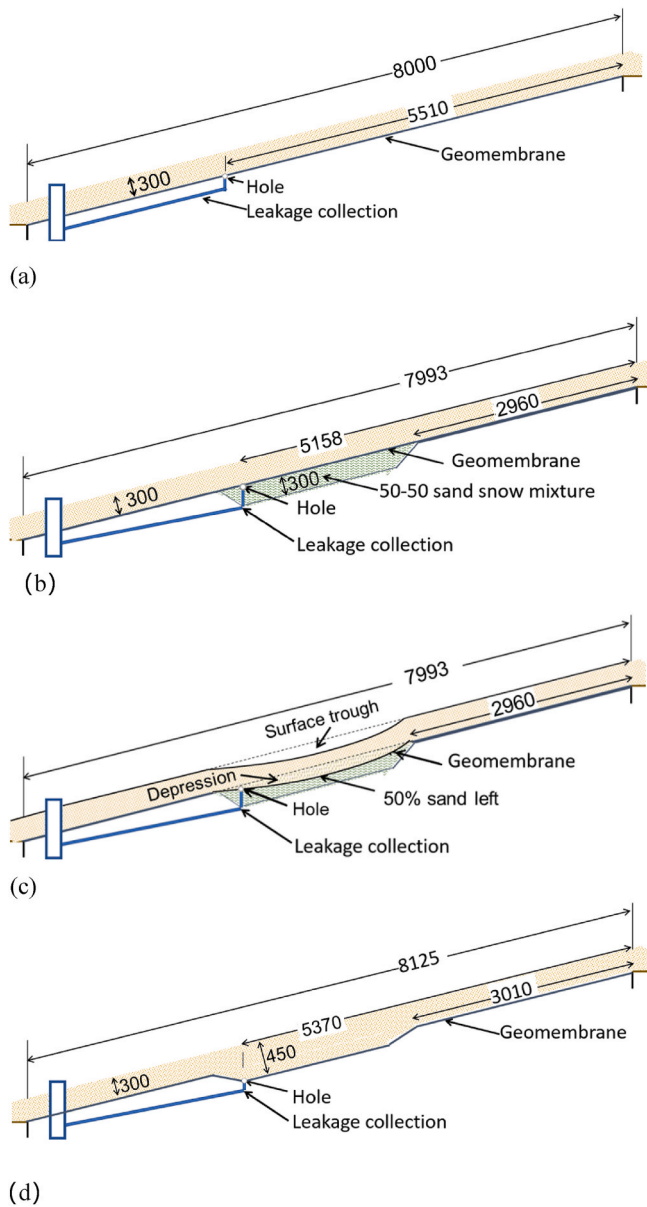 8000
5510
Geomembrane
300
Hole
Leakage collection
(a)
7993
2960
5158
Geomembrane
300
300
50-50 sand snow mixture
Hole
Leakage collection
(b)
7993
2960
Surface trough
Geomembrane
Depression
50% sand left
Hole
Leakage collection
(c)
8125
3010
5370
Geomembrane
450
300
Hole
Leakage collection
(d)